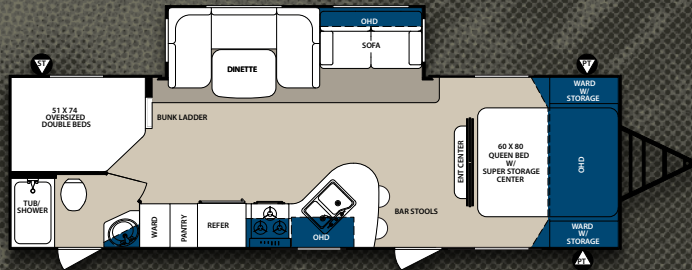 OHD
SOFA
DINETTE
ST
PT
51 X 74
OVERSIZED
DOUBLE BEDS
BUNK LADDER
WARD
W/
STORAGE
ENT CENTER
60 X 80
QUEEN BED
W/
SUPER STORAGE
CENTER
OHD
TUB/
SHOWER
WARD
PANTRY
REFER
OHD
BAR STOOLS
WARD
W/
STORAGE
PT